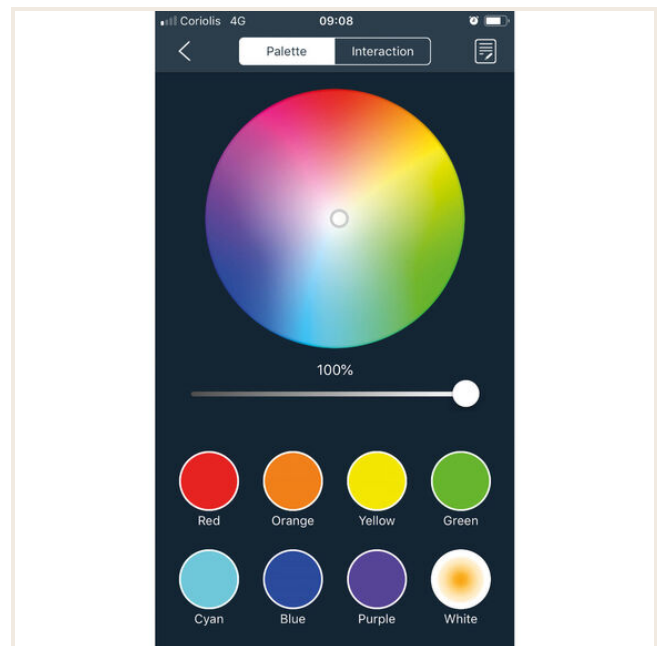 Coriolis 4G 09:08
Palette Interaction
100%
Red Orange Yellow Green
Cyan Blue Purple White